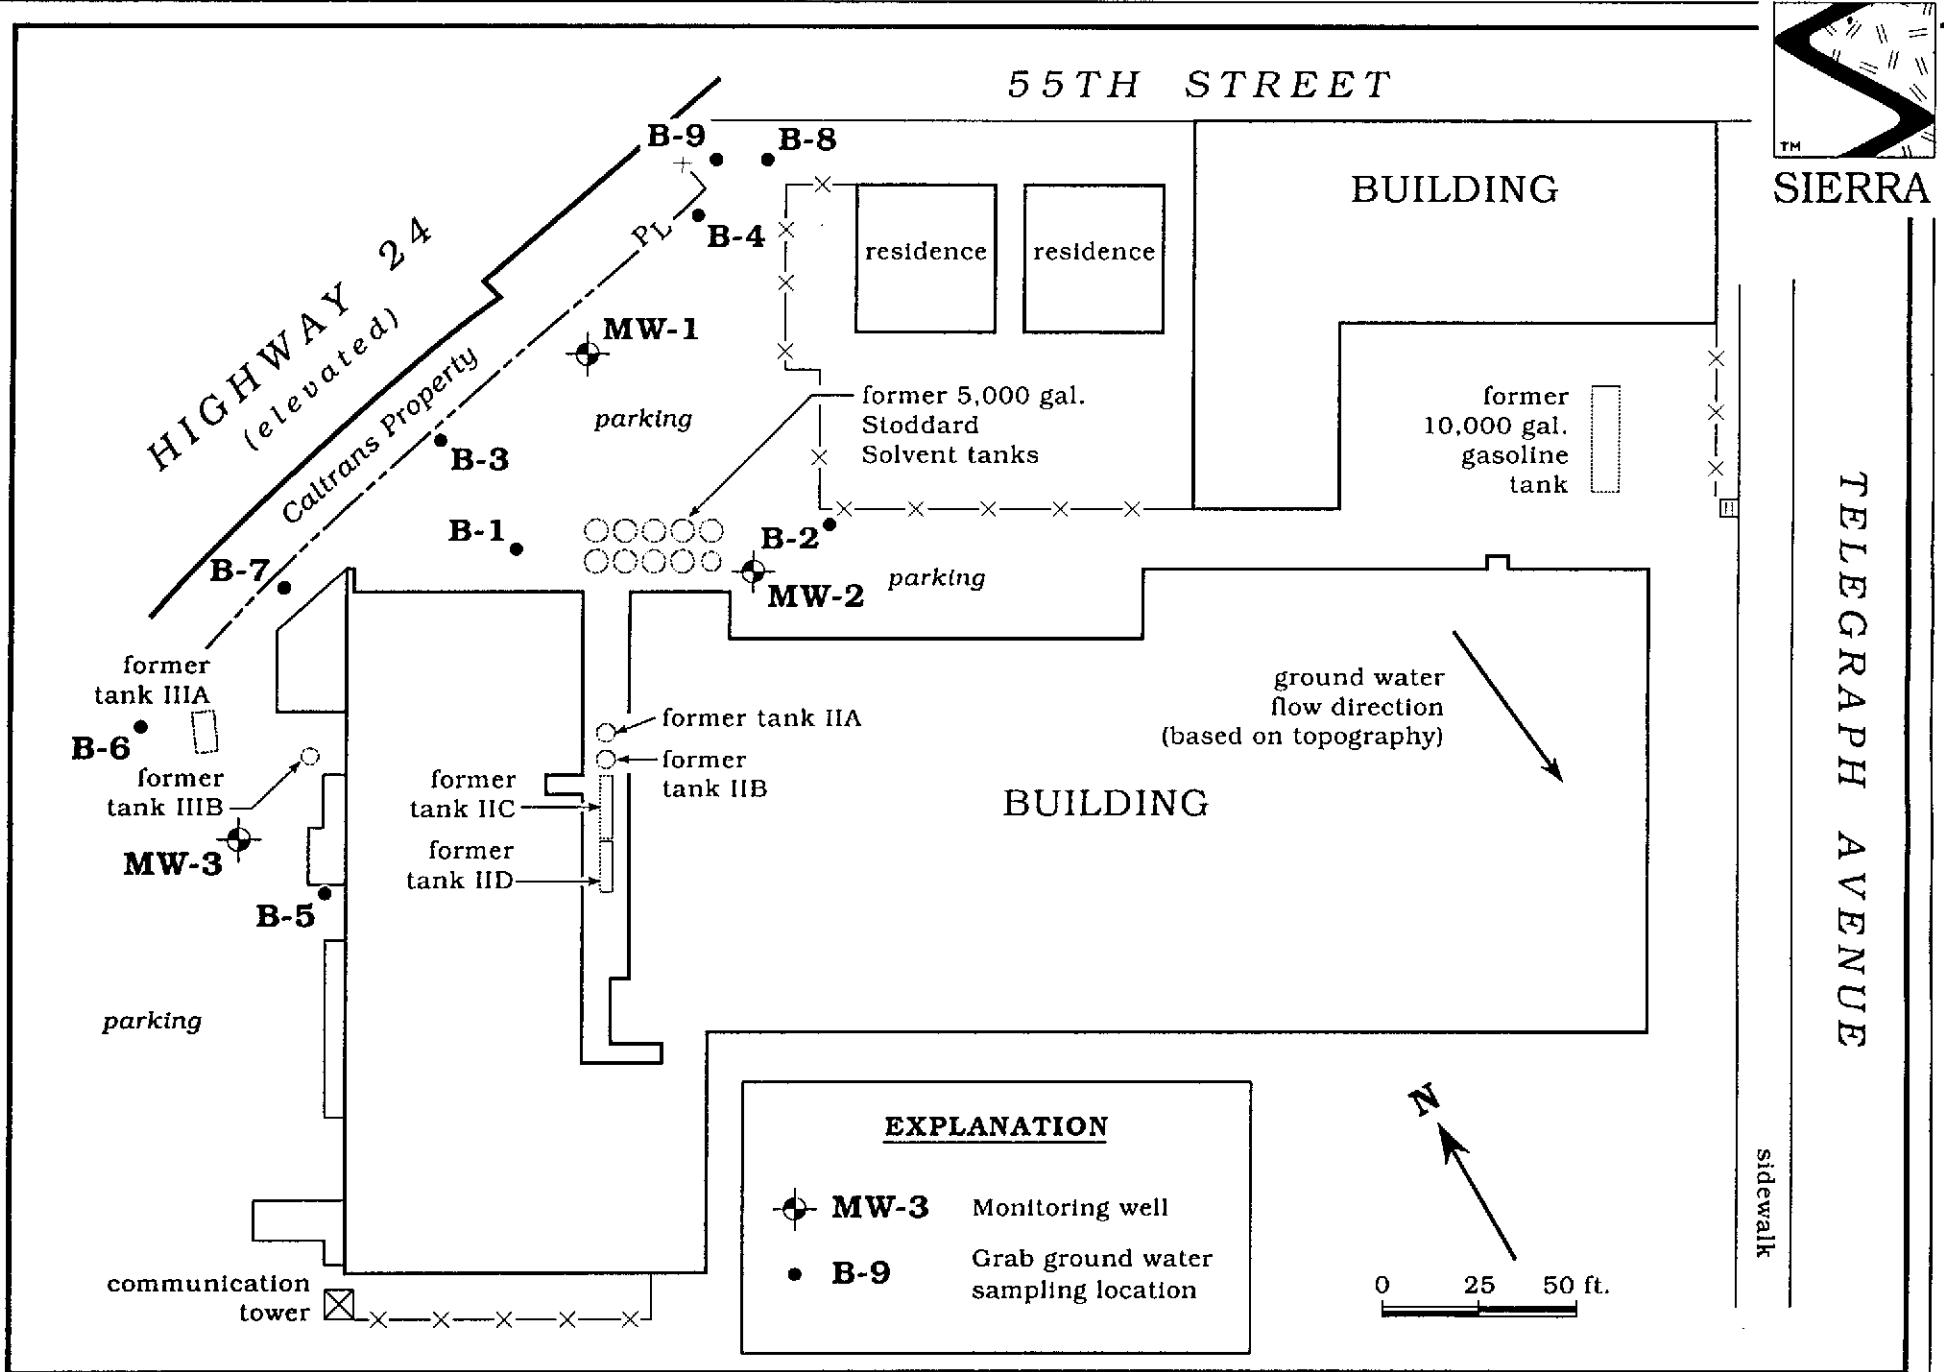 55TH STREET
TM
SIERRA
B-9
B-8
BUILDING
PL
B-4
residence
residence
HIGHWAY 24
(elevated)
MW-1
Caltrans Property
parking
former 5,000 gal.
Stoddard
Solvent tanks
former
10,000 gal.
gasoline
tank
B-3
B-1
B-2
MW-2
parking
B-7
TELEGRAPH AVENUE
former
tank IIIA
B-6
former
tank IIIB
MW-3
B-5
former tank IIA
former
tank IIB
former
tank IIC
former
tank IID
ground water
flow direction
(based on topography)
BUILDING
parking
EXPLANATION
MW-3 Monitoring well
B-9 Grab ground water
sampling location
N
0 25 50 ft.
sidewalk
communication
tower